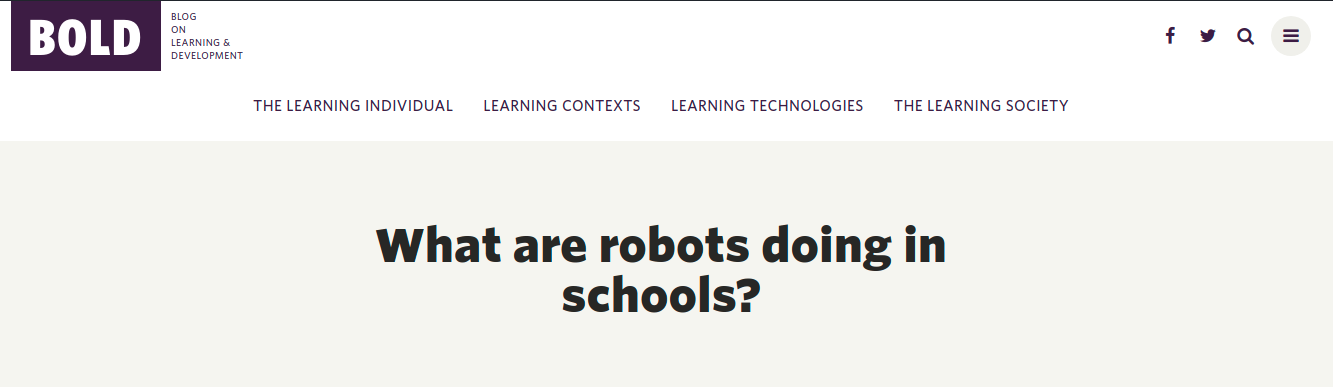 BOLD
BLOG
ON
LEARNING &
DEVELOPMENT
THE LEARNING INDIVIDUAL LEARNING CONTEXTS LEARNING TECHNOLOGIES THE LEARNING SOCIETY
What are robots doing in
schools?